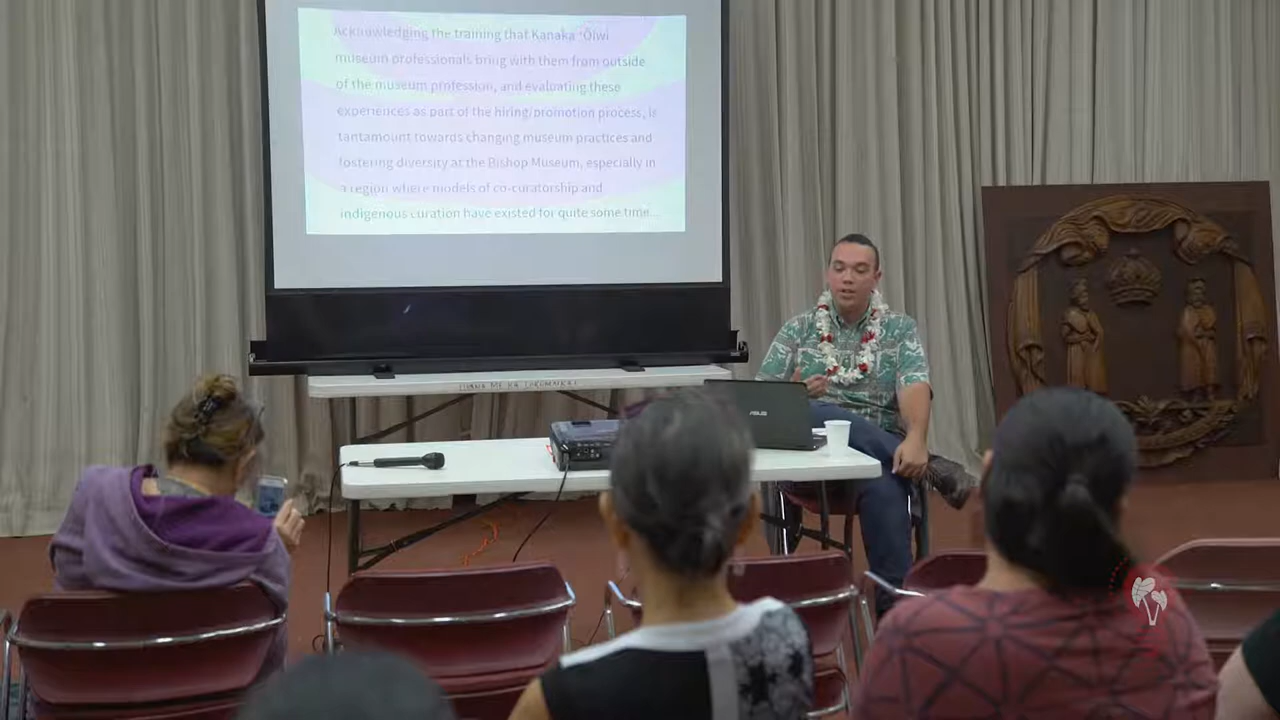 Acknowledging the training that Kanaka ʻŌiwi
museum professionals bring with them from outside
of the museum profession, and evaluating these
experiences as part of the hiring/promotion process, is
tantamount towards changing museum practices and
fostering diversity at the Bishop Museum, especially in
a region where models of co-curatorship and
indigenous curation have existed for quite some time...
ASUS